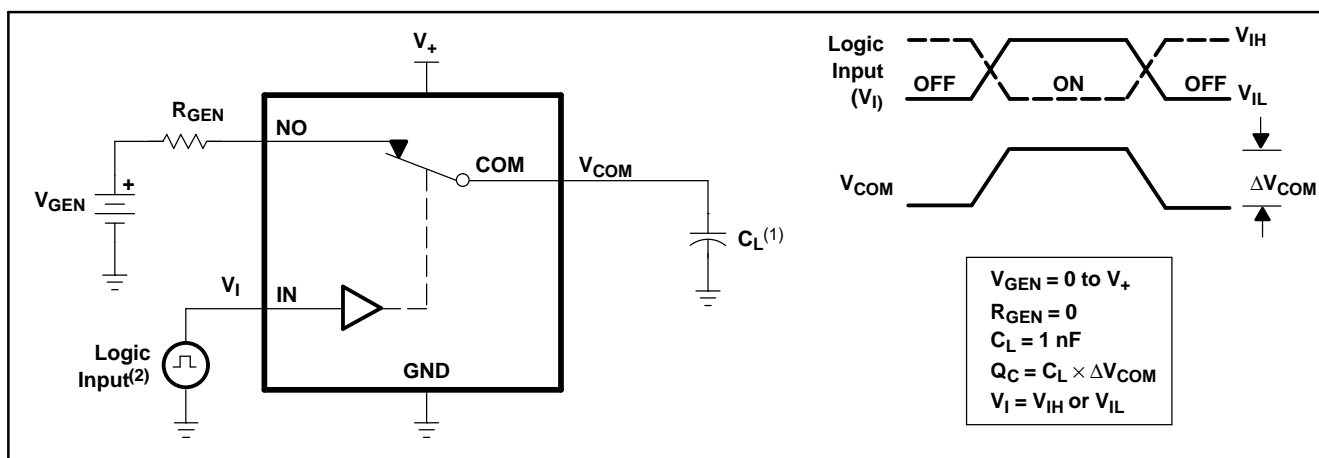 V+
RGEN
NO
COM
VCOM
VGEN
+
CL(1)
VI
IN
Logic
Input(2)
GND
Logic
Input
(VI)
OFF
ON
OFF
VIH
VIL
VCOM
ΔVCOM
VGEN = 0 to V+
RGEN = 0
CL = 1 nF
QC = CL × ΔVCOM
VI = VIH or VIL